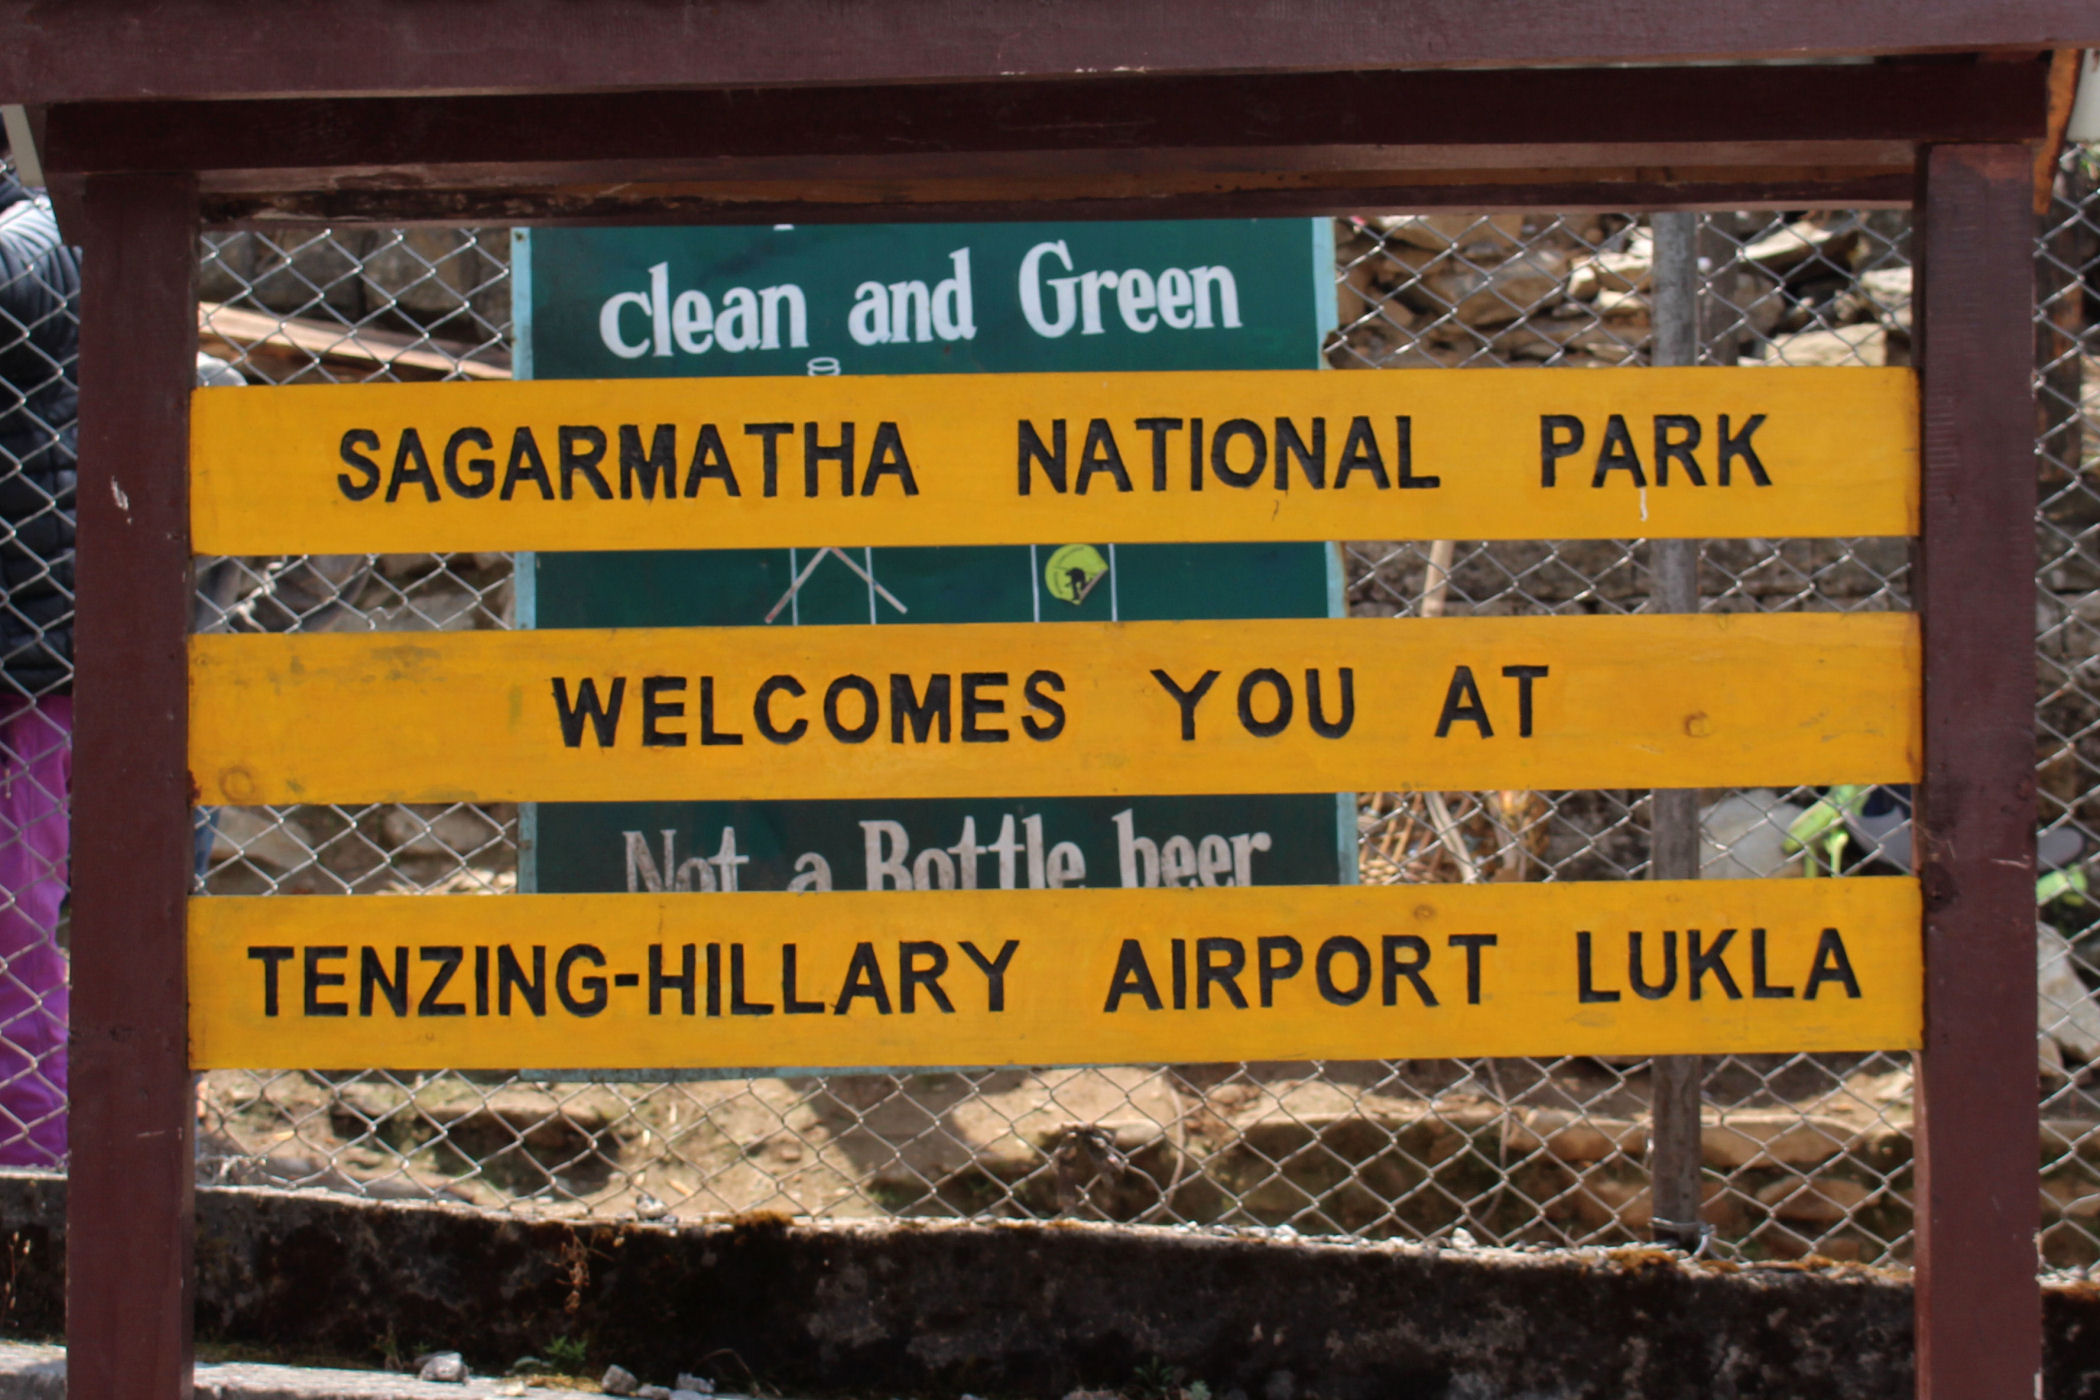 clean and Green
SAGARMATHA NATIONAL PARK
WELCOMES YOU AT
Not a Bottle beer
TENZING-HILLARY AIRPORT LUKLA